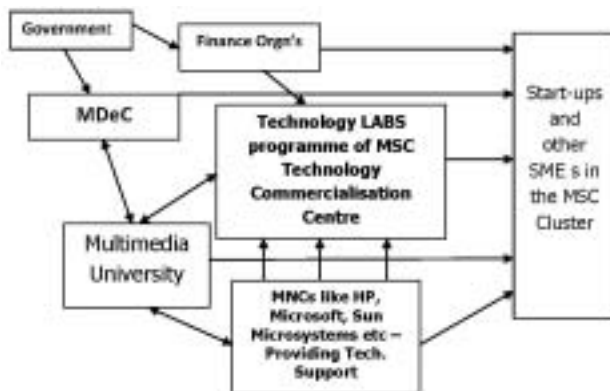 Government
Finance Orgn's
MDeC
Technology LABS
programme of MSC
Technology
Commercialisation
Centre
Start-ups
and
other
SME s in
the MSC
Cluster
Multimedia
University
MNCs like HP,
Microsoft, Sun
Microsystems etc –
Providing Tech.
Support